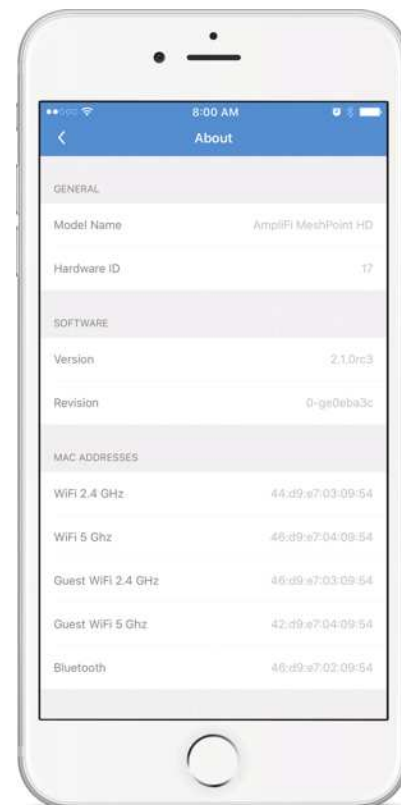 8:00 AM
About
GENERAL
Model Name AmpliFi MeshPoint HD
Hardware ID 17
SOFTWARE
Version 2.1.0rc3
Revision 0-ge0eba3c
MAC ADDRESSES
WiFi 2.4 GHz 44:d9:e7:03:09:54
WiFi 5 Ghz 46:d9:e7:04:09:54
Guest WiFi 2.4 GHz 46:d9:e7:03:09:54
Guest WiFi 5 Ghz 42:d9:e7:04:09:54
Bluetooth 46:d9:e7:02:09:54